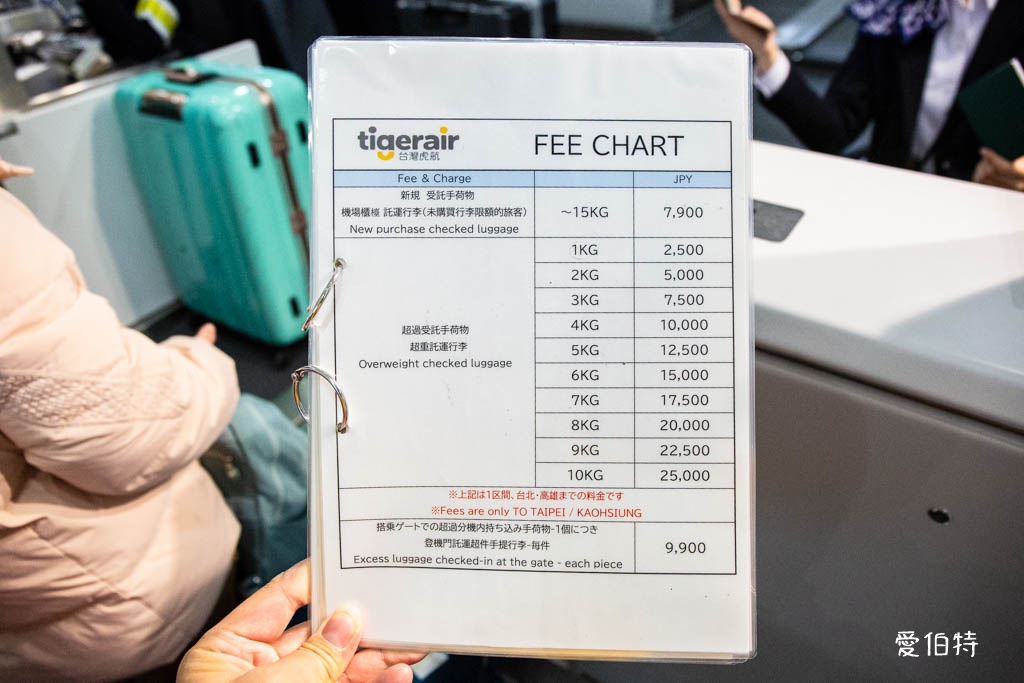 tigerair
台灣虎航
FEE CHART
Fee & Charge
JPY
新規 受託手荷物
機場櫃檯 託運行李(未購買行李限額的旅客)
New purchase checked luggage
～15KG
7,900
超過受託手荷物
超重託運行李
Overweight checked luggage
1KG
2,500
2KG
5,000
3KG
7,500
4KG
10,000
5KG
12,500
6KG
15,000
7KG
17,500
8KG
20,000
9KG
22,500
10KG
25,000
※上記は1区間、台北・高雄までの料金です
※Fees are only TO TAIPEI / KAOHSIUNG
搭乗ゲートでの超過分機内持ち込み手荷物-1個につき
登機門託運超件手提行李-每件
Excess luggage checked-in at the gate - each piece
9,900
愛伯特